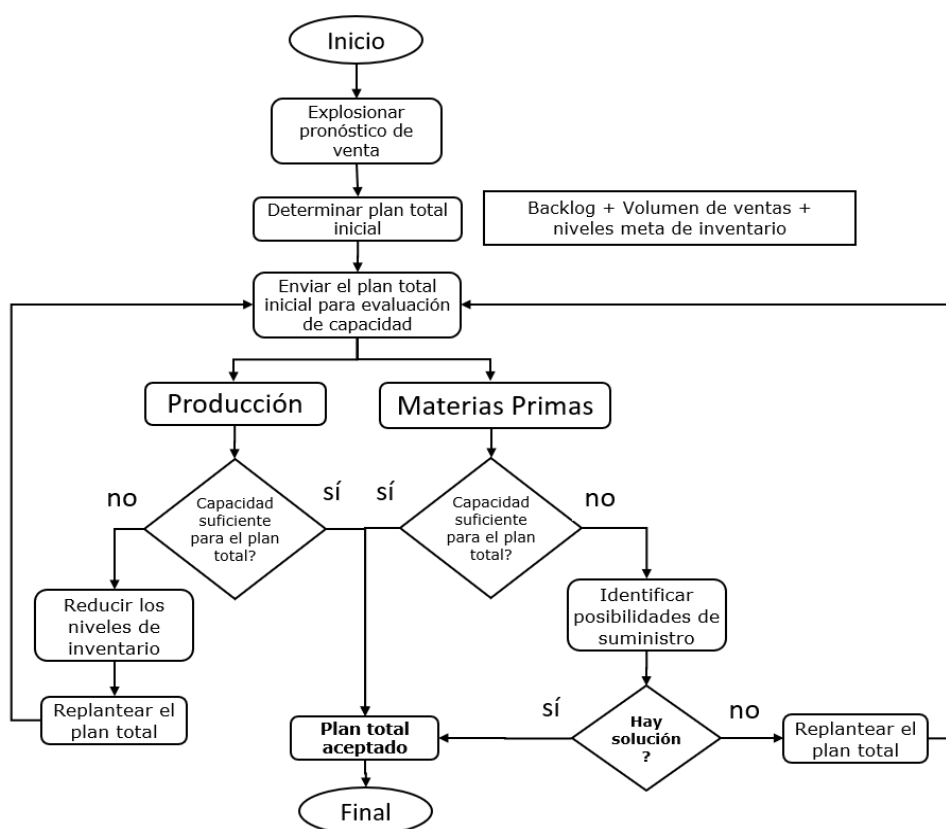 Inicio
Explosionar
pronóstico de
venta
Determinar plan total
inicial
Backlog + Volumen de ventas +
niveles meta de inventario
Enviar el plan total
inicial para evaluación
de capacidad
Producción
Materias Primas
no
Capacidad
suficiente
para el plan
total?
sí
sí
Capacidad
suficiente
para el plan
total?
no
Reducir los
niveles de
inventario
Identificar
posibilidades de
suministro
Replantear el
plan total
Plan total
aceptado
sí
Hay
solución
?
no
Replantear el
plan total
Final